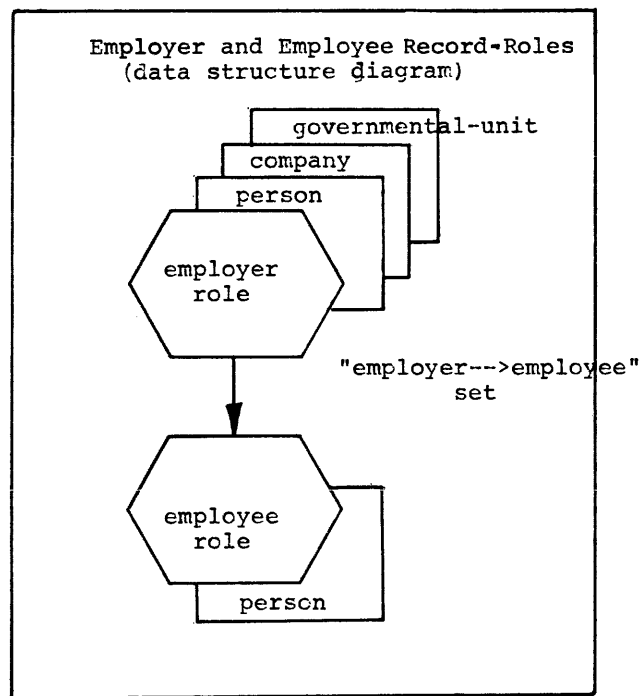 Employer and Employee Record-Roles
(data structure diagram)
governmental-unit
company
person
employer
role
"employer-->employee"
set
employee
role
person